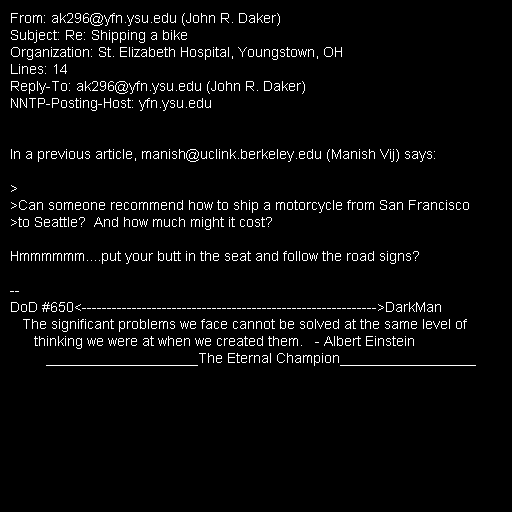 From: ak296@yfn.ysu.edu (John R. Daker)
Subject: Re: Shipping a bike
Organization: St. Elizabeth Hospital, Youngstown, OH
Lines: 14
Reply-To: ak296@yfn.ysu.edu (John R. Daker)
NNTP-Posting-Host: yfn.ysu.edu
In a previous article, manish@uclink.berkeley.edu (Manish Vij) says:
>
>Can someone recommend how to ship a motorcycle from San Francisco
>to Seattle?  And how much might it cost?
Hmmmmmm....put your butt in the seat and follow the road signs?
--
DoD #650<----------------------------------------------------------->DarkMan
The significant problems we face cannot be solved at the same level of
thinking we were at when we created them.   - Albert Einstein
____________________The Eternal Champion__________________